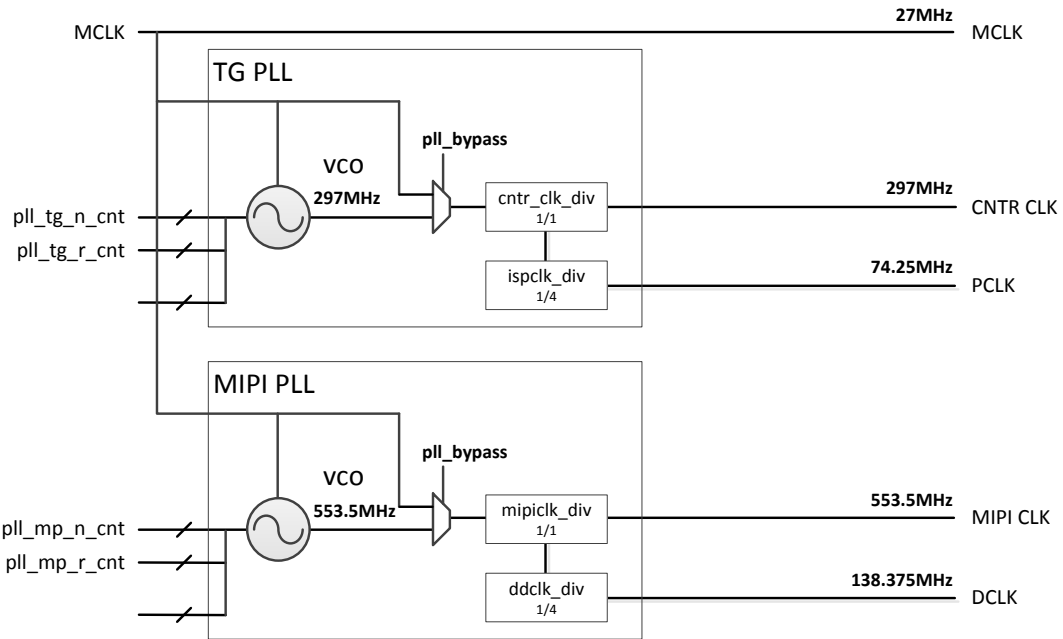 27MHz
MCLK
MCLK
TG PLL
pll_bypass
VCO
297MHz
cntr_clk_div
1/1
297MHz
CNTR CLK
pll_tg_n_cnt
pll_tg_r_cnt
ispclk_div
1/4
74.25MHz
PCLK
MIPI PLL
pll_bypass
VCO
553.5MHz
mipiclk_div
1/1
553.5MHz
MIPI CLK
pll_mp_n_cnt
pll_mp_r_cnt
ddclk_div
1/4
138.375MHz
DCLK